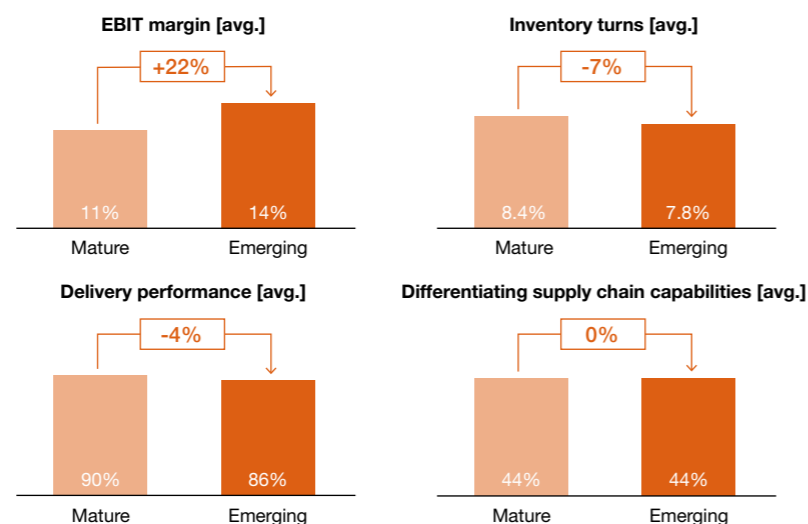 EBIT margin [avg.]
+22%
11%
14%
Mature
Emerging
Inventory turns [avg.]
-7%
8.4%
7.8%
Mature
Emerging
Delivery performance [avg.]
-4%
90%
86%
Mature
Emerging
Differentiating supply chain capabilities [avg.]
0%
44%
44%
Mature
Emerging